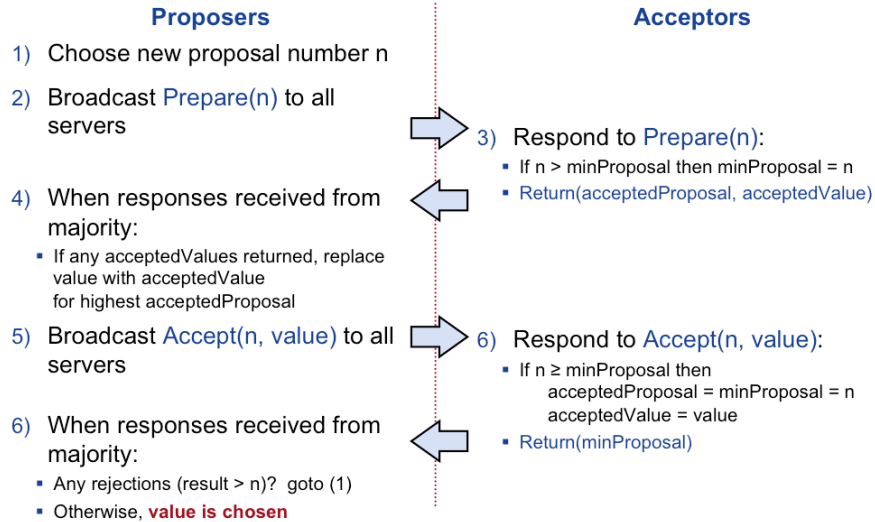 Proposers
Acceptors
1) Choose new proposal number n
2) Broadcast Prepare(n) to all
servers
3) Respond to Prepare(n):
▪ If n > minProposal then minProposal = n
▪ Return(acceptedProposal, acceptedValue)
4) When responses received from
majority:
▪ If any acceptedValues returned, replace
value with acceptedValue
for highest acceptedProposal
5) Broadcast Accept(n, value) to all
servers
6) Respond to Accept(n, value):
▪ If n ≥ minProposal then
acceptedProposal = minProposal = n
acceptedValue = value
▪ Return(minProposal)
6) When responses received from
majority:
▪ Any rejections (result > n)? goto (1)
▪ Otherwise, value is chosen